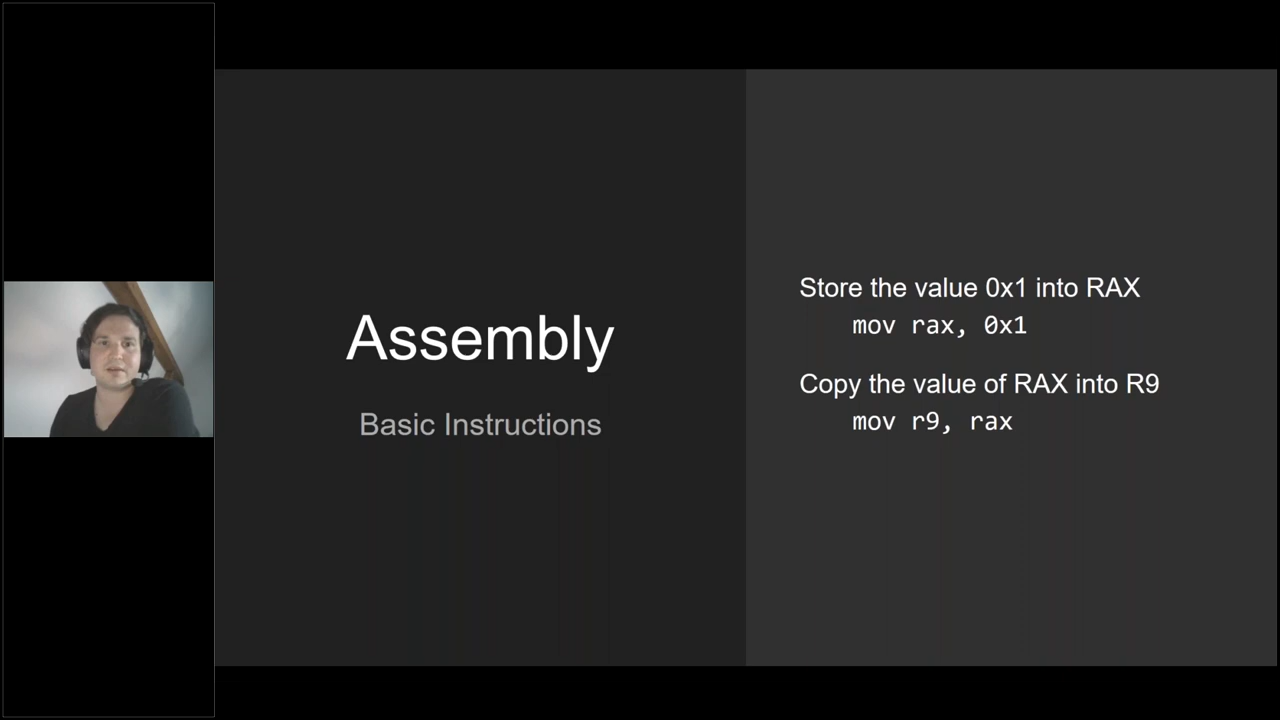 Assembly
Basic Instructions
Store the value 0x1 into RAX
mov rax, 0x1
Copy the value of RAX into R9
mov r9, rax